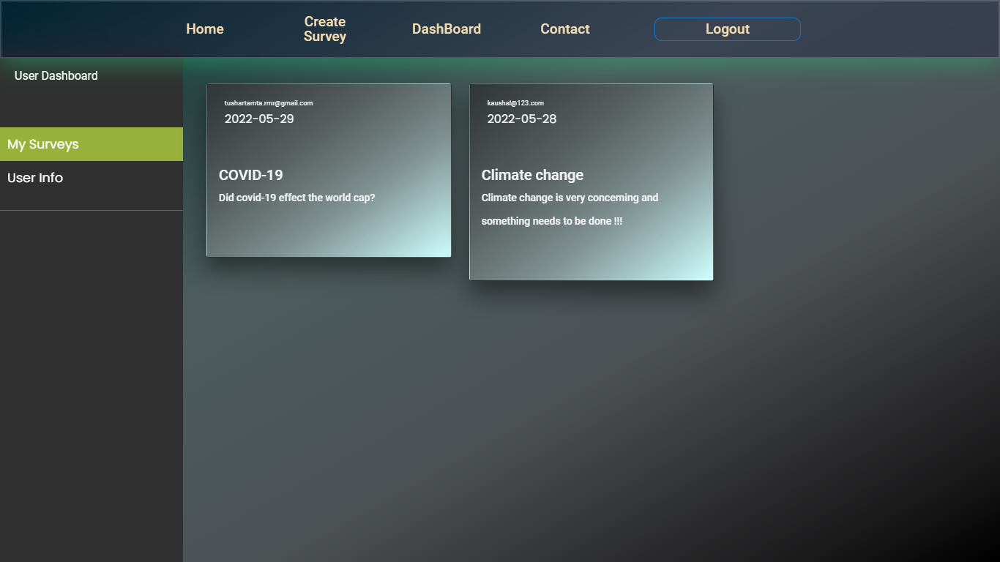 Home
Create
Survey
DashBoard
Contact
Logout
User Dashboard
My Surveys
User Info
tushartamta.rmr@gmail.com
2022-05-29
COVID-19
Did covid-19 effect the world cap?
kaushal@123.com
2022-05-28
Climate change
Climate change is very concerning and
something needs to be done !!!